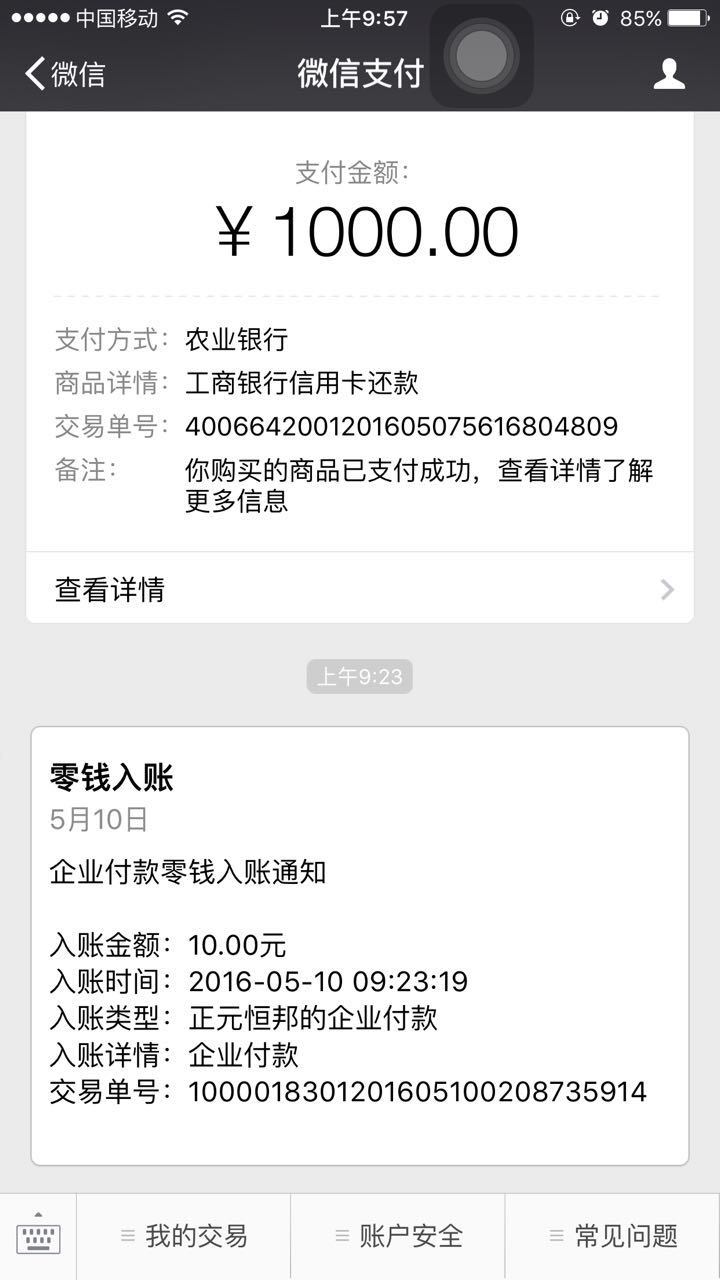 中国移动 上午9:57 85%
微信 微信支付
支付金额：
¥ 1000.00
支付方式：农业银行
商品详情：工商银行信用卡还款
交易单号：4006642001201605075616804809
备注：你购买的商品已支付成功，查看详情了解
更多信息
查看详情
上午9:23
零钱入账
5月10日
企业付款零钱入账通知
入账金额：10.00元
入账时间：2016-05-10 09:23:19
入账类型：正元恒邦的企业付款
入账详情：企业付款
交易单号：1000018301201605100208735914
我的交易 账户安全 常见问题